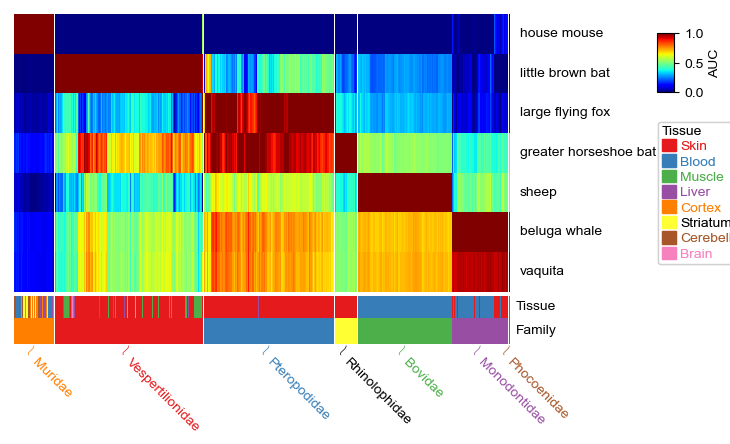 house mouse
little brown bat
large flying fox
greater horseshoe bat
sheep
beluga whale
vaquita
1.0
0.5
0.0
AUC
Tissue
Skin
Blood
Muscle
Liver
Cortex
Striatum
Cerebell
Brain
Tissue
Family
Muridae
Vespertilionidae
Pteropodidae
Rhinolophidae
Bovidae
Monodontidae
Phocoenidae